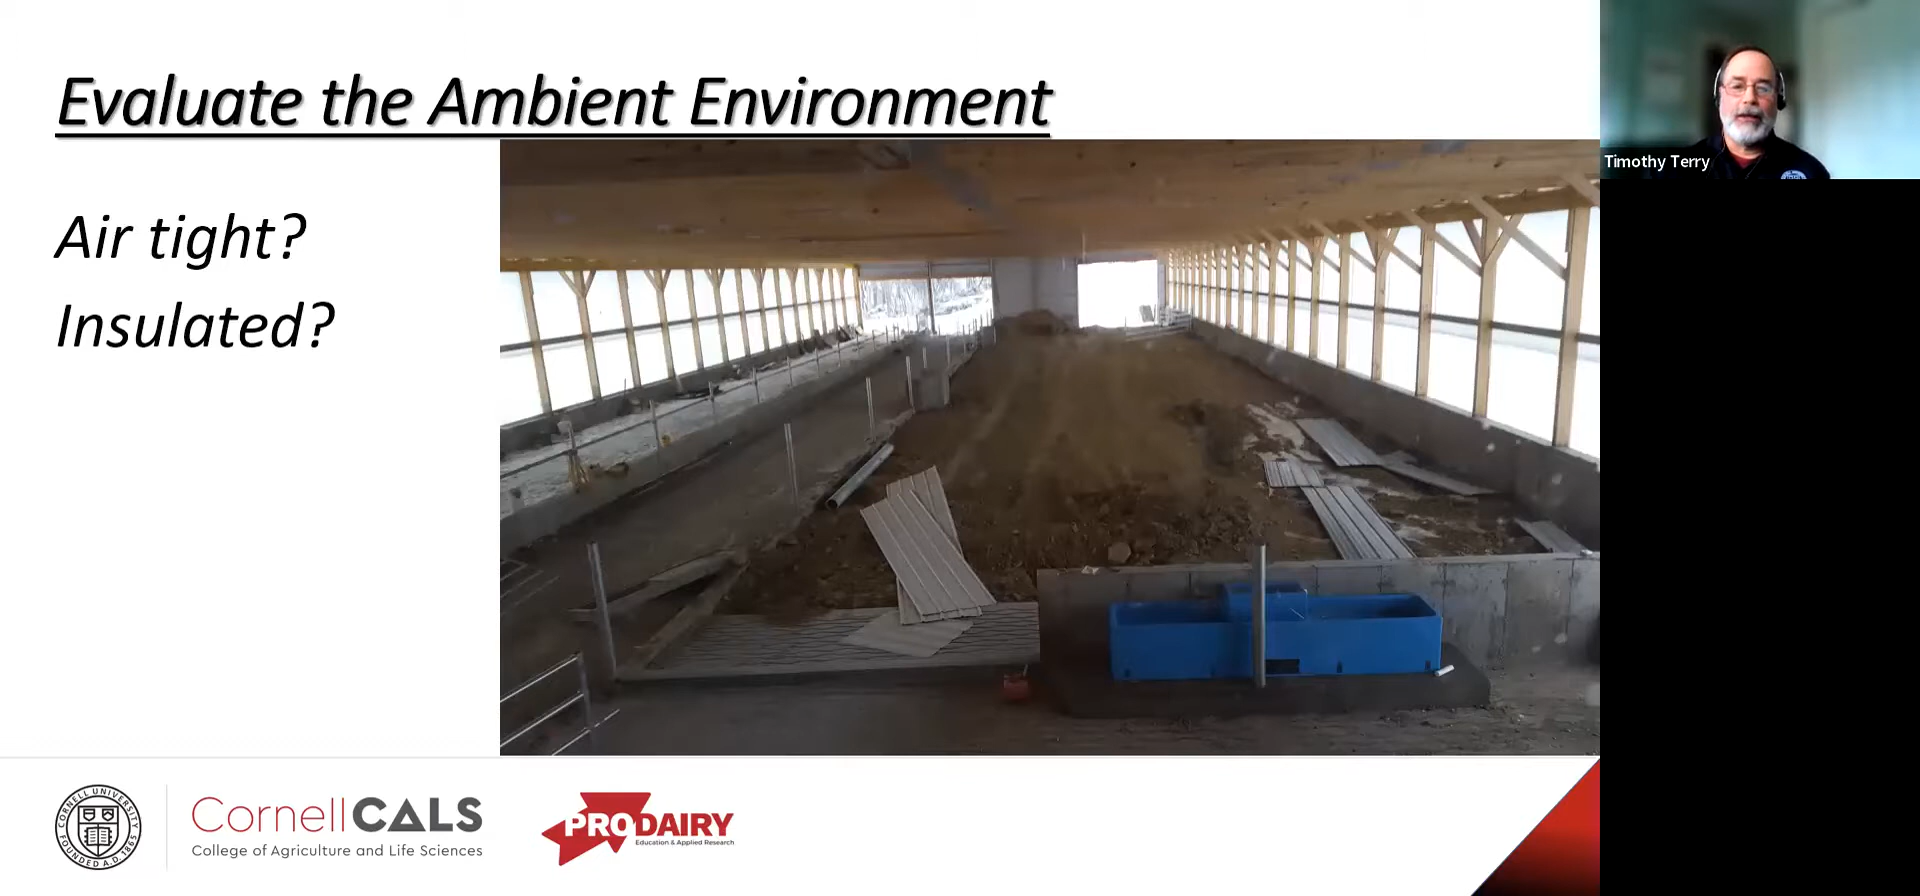 Evaluate the Ambient Environment
Timothy Terry
Air tight?
Insulated?
CORNELL UNIVERSITY
FOUNDED A.D. 1865
CornellCALS
College of Agriculture and Life Sciences
PRODAIRY
Education & Applied Research